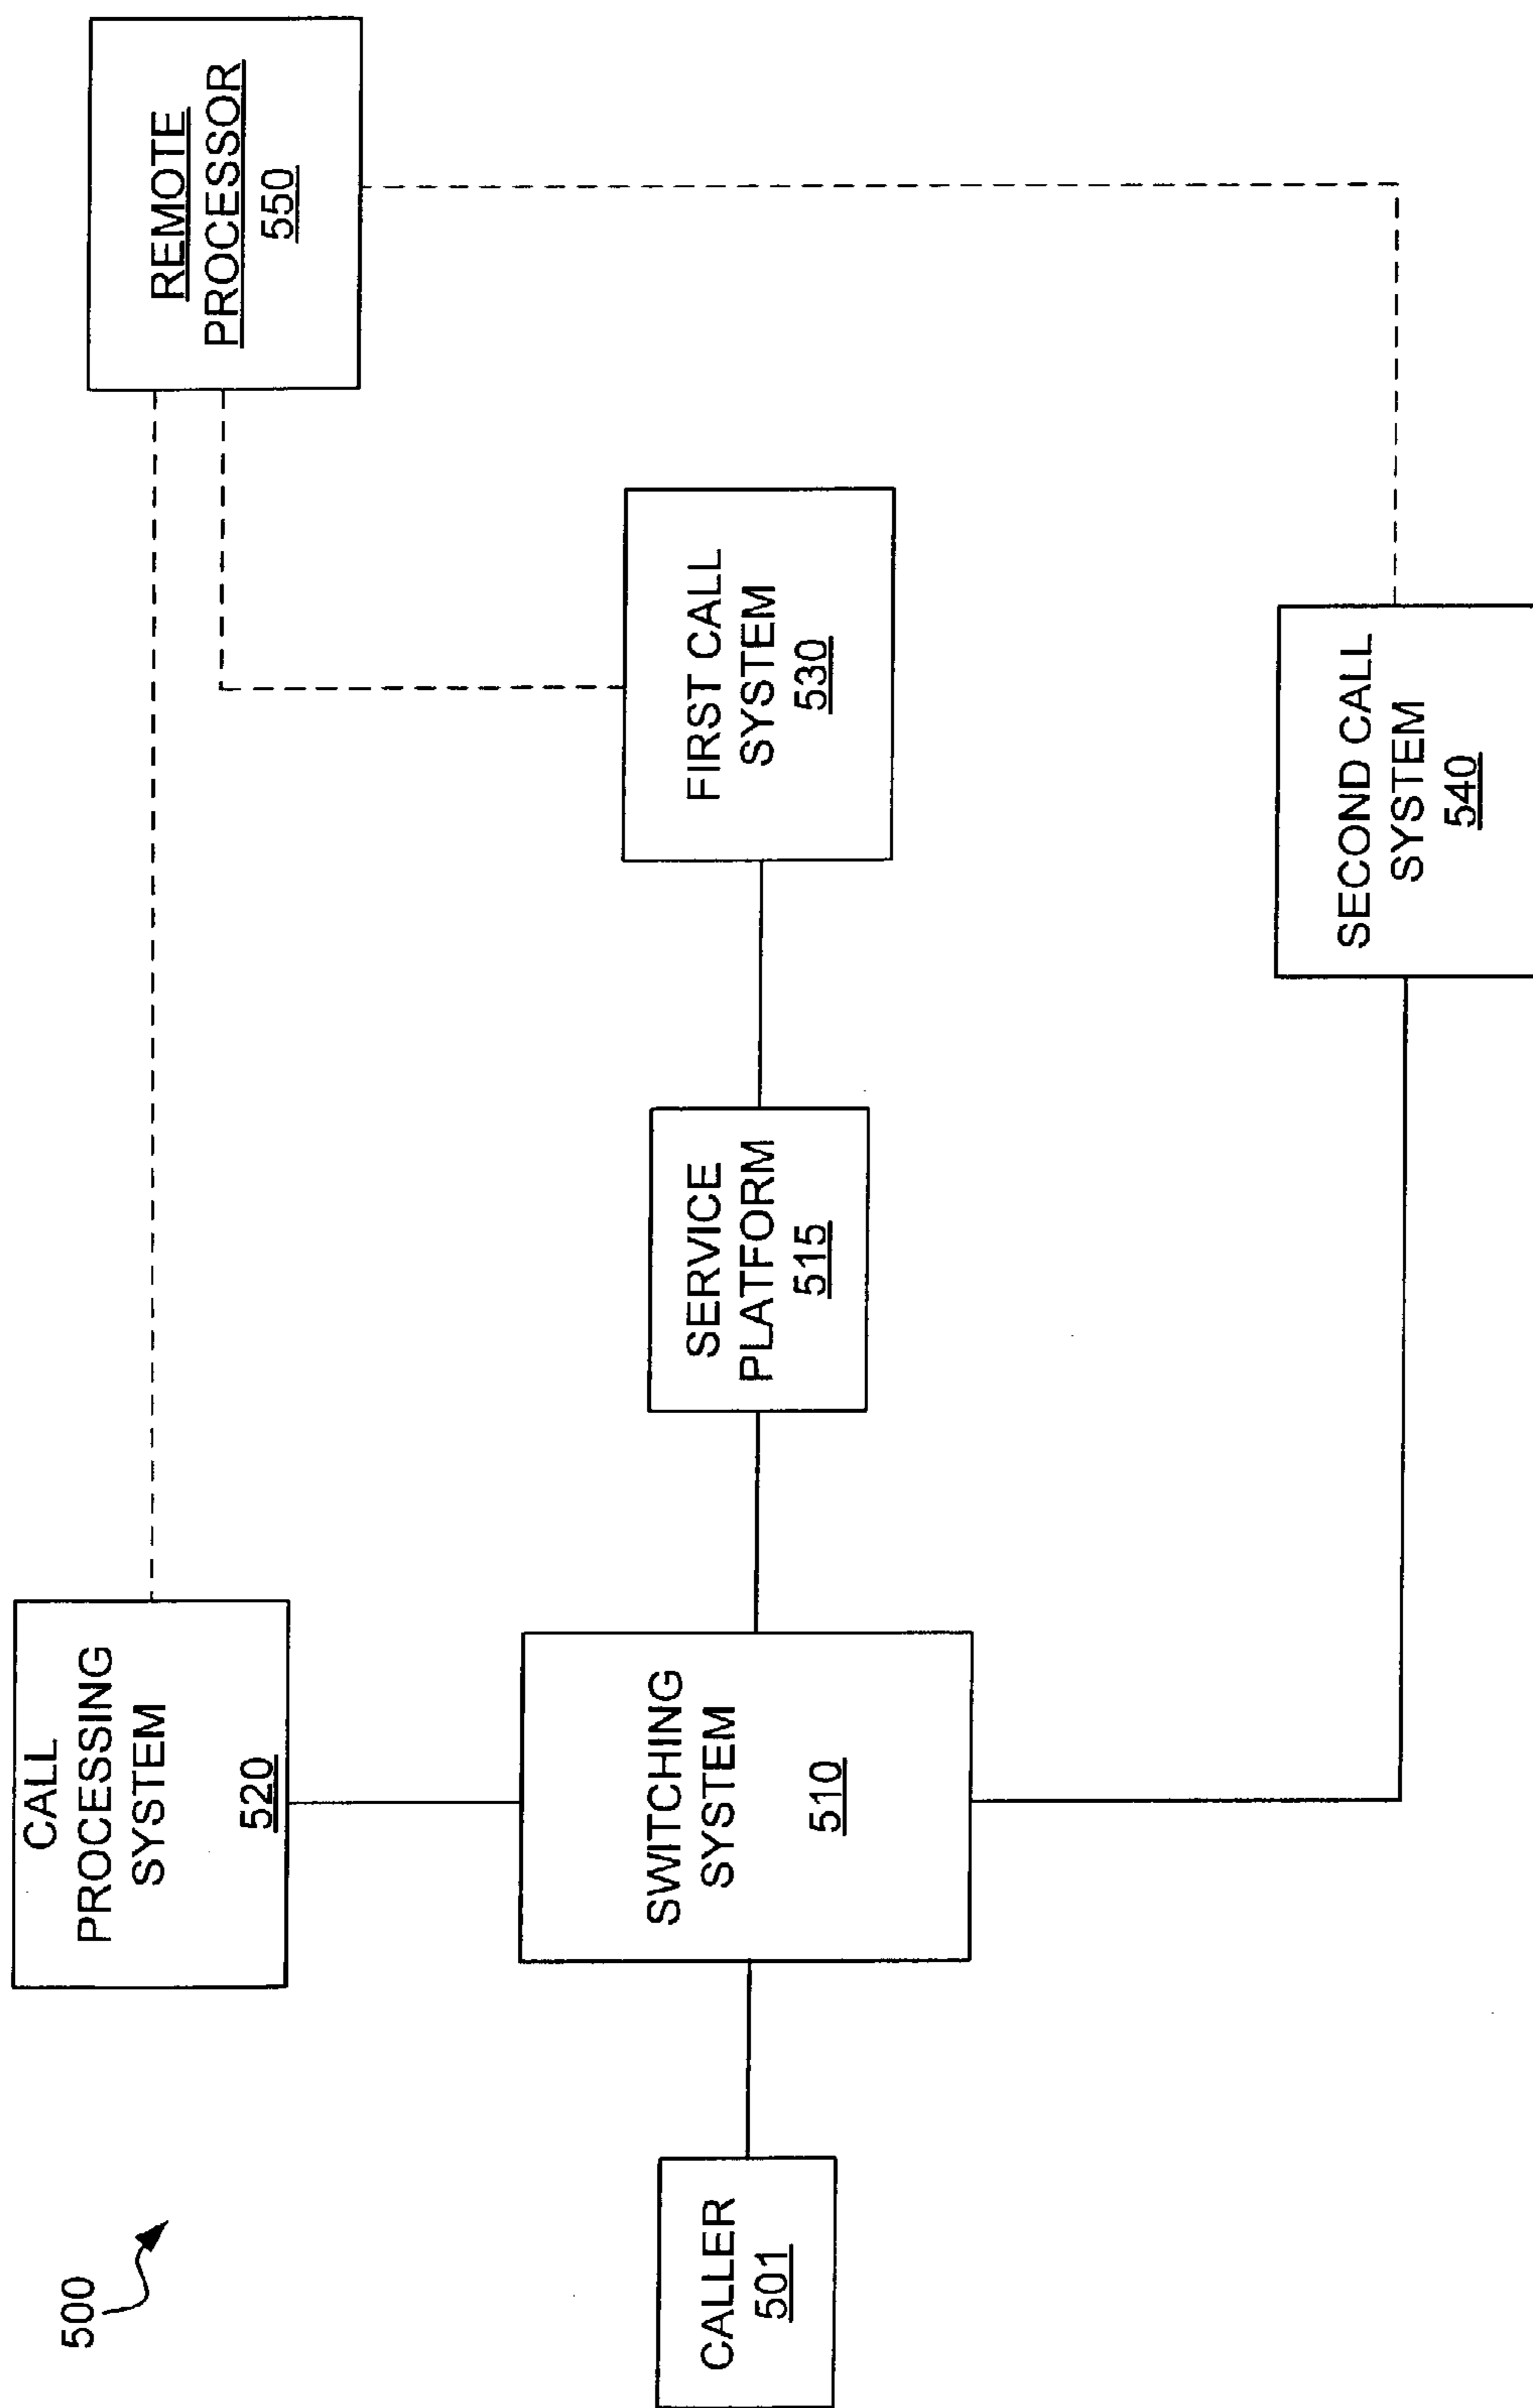 500
CALL
PROCESSING
SYSTEM
520
REMOTE
PROCESSOR
550
CALLER
501
SWITCHING
SYSTEM
510
SERVICE
PLATFORM
515
FIRST CALL
SYSTEM
530
SECOND CALL
SYSTEM
540